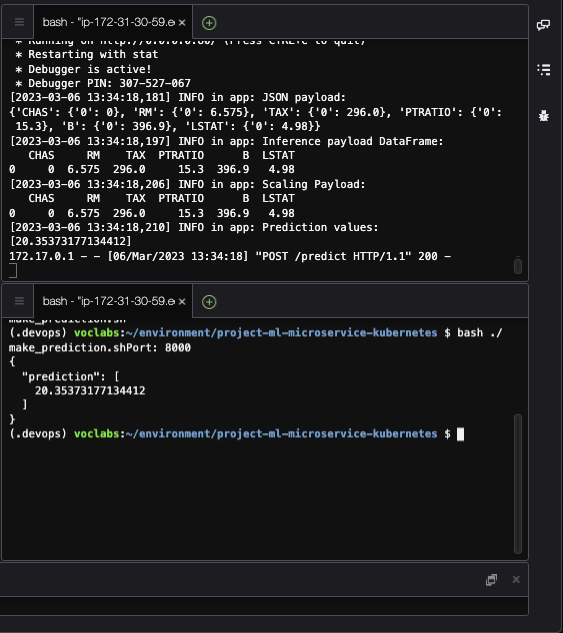 bash - "ip-172-31-30-59.e
* Running on http://0.0.0.0:80/ (Press CTRL+C to quit)
* Restarting with stat
* Debugger is active!
* Debugger PIN: 307-527-067
[2023-03-06 13:34:18,181] INFO in app: JSON payload:
{'CHAS': {'0': 0}, 'RM': {'0': 6.575}, 'TAX': {'0': 296.0}, 'PTRATIO': {'0':
15.3}, 'B': {'0': 396.9}, 'LSTAT': {'0': 4.98}}
[2023-03-06 13:34:18,197] INFO in app: Inference payload DataFrame:
CHAS RM TAX PTRATIO B LSTAT
0 0 6.575 296.0 15.3 396.9 4.98
[2023-03-06 13:34:18,206] INFO in app: Scaling Payload:
CHAS RM TAX PTRATIO B LSTAT
0 0 6.575 296.0 15.3 396.9 4.98
[2023-03-06 13:34:18,210] INFO in app: Prediction values:
[20.35373177134412]
172.17.0.1 - - [06/Mar/2023 13:34:18] "POST /predict HTTP/1.1" 200 -
bash - "ip-172-31-30-59.e
make_prediction.sh
(.devops) voclabs:~/environment/project-ml-microservice-kubernetes $ bash ./
make_prediction.shPort: 8000
{
"prediction": [
20.35373177134412
]
}
(.devops) voclabs:~/environment/project-ml-microservice-kubernetes $